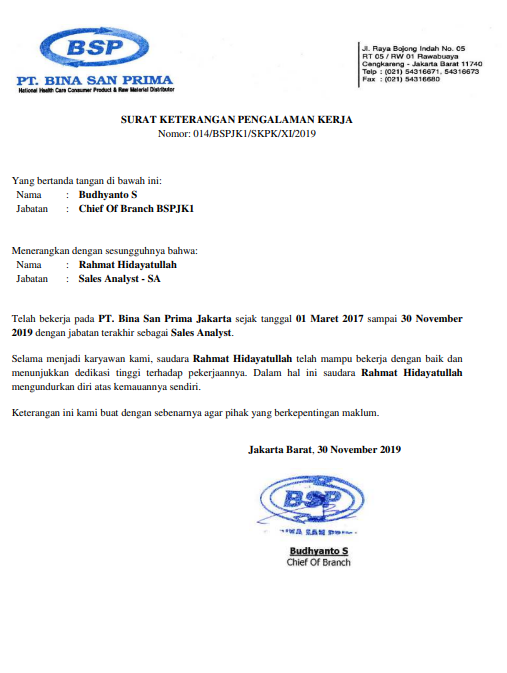 BSP
PT. BINA SAN PRIMA
National Health Care Consumer Product & Raw Material Distributor
Jl. Raya Bojong Indah No. 05
RT 05 / RW 01 Rawabuaya
Cengkareng - Jakarta Barat 11740
Telp : (021) 54316671, 54316673
Fax : (021) 54316680
SURAT KETERANGAN PENGALAMAN KERJA
Nomor: 014/BSPJK1/SKPK/XI/2019
Yang bertanda tangan di bawah ini:
Nama : Budhyanto S
Jabatan : Chief Of Branch BSPJK1
Menerangkan dengan sesungguhnya bahwa:
Nama : Rahmat Hidayatullah
Jabatan : Sales Analyst - SA
Telah bekerja pada PT. Bina San Prima Jakarta sejak tanggal 01 Maret 2017 sampai 30 November
2019 dengan jabatan terakhir sebagai Sales Analyst.
Selama menjadi karyawan kami, saudara Rahmat Hidayatullah telah mampu bekerja dengan baik dan
menunjukkan dedikasi tinggi terhadap pekerjaannya. Dalam hal ini saudara Rahmat Hidayatullah
mengundurkan diri atas kemauannya sendiri.
Keterangan ini kami buat dengan sebenarnya agar pihak yang berkepentingan maklum.
Jakarta Barat, 30 November 2019
BSP
SAN
Budhyanto S
Chief Of Branch